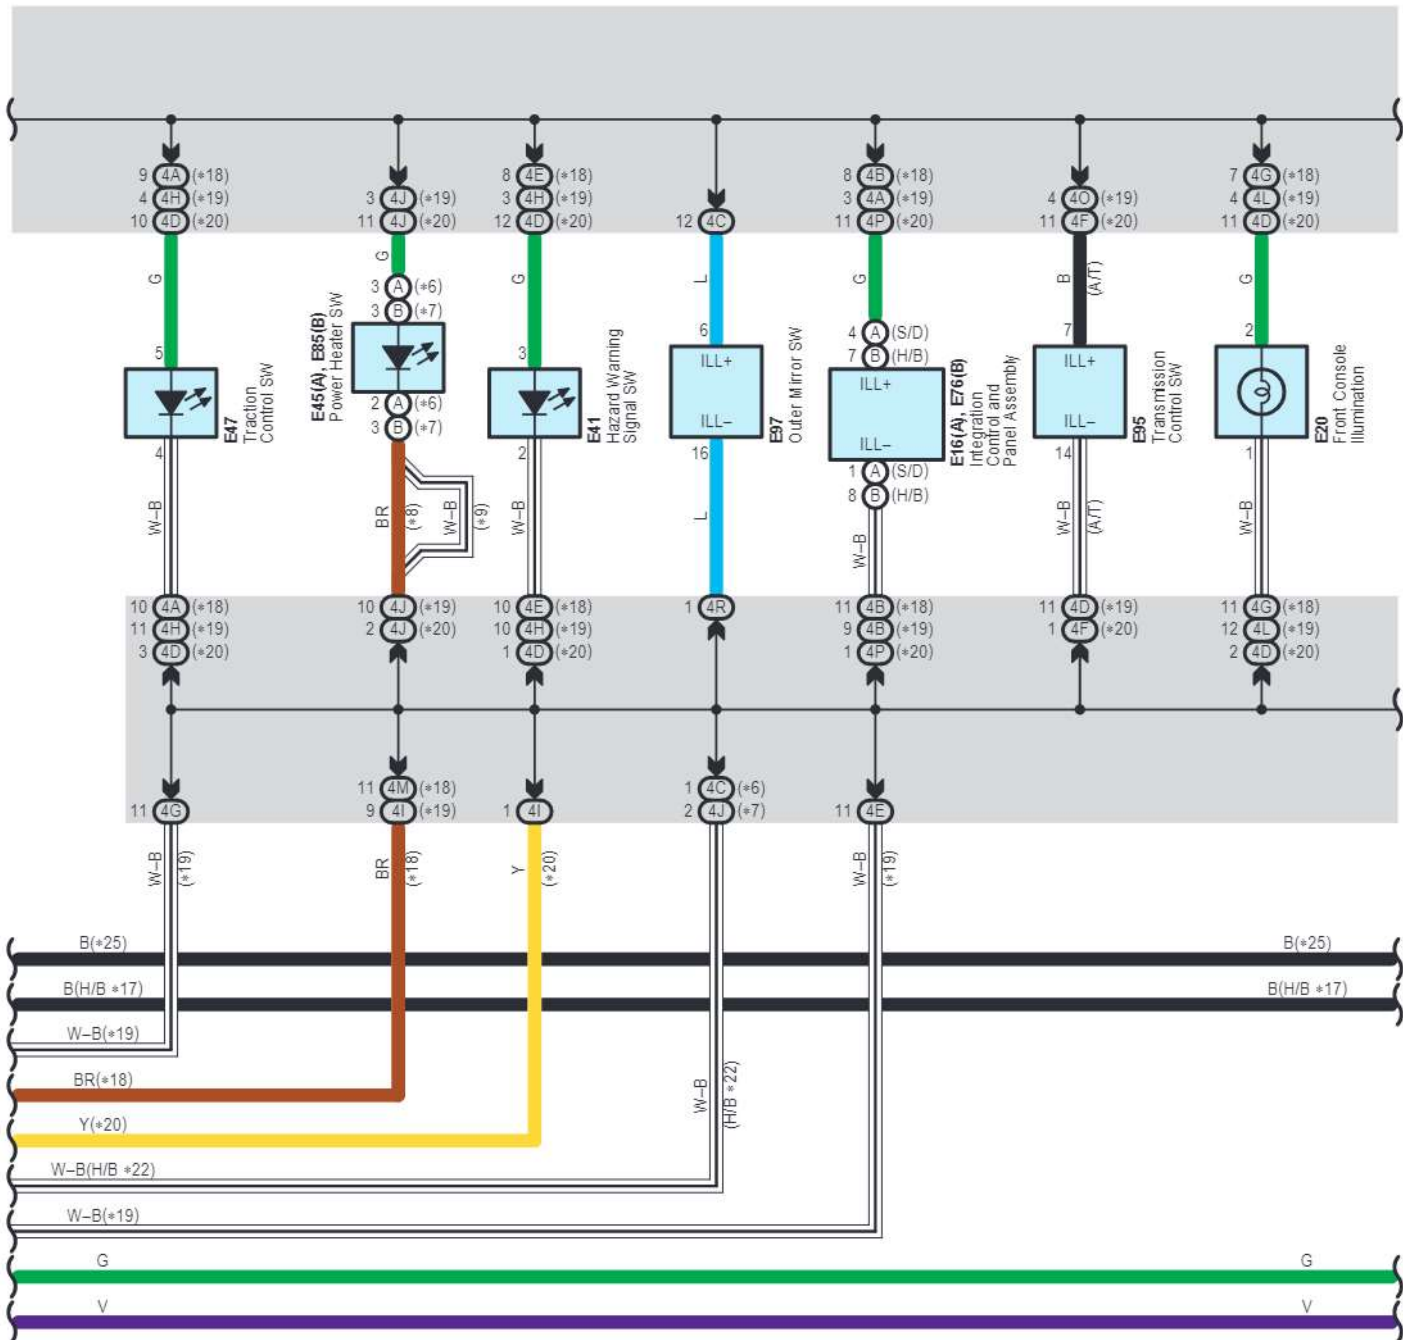 9 4A (*18)
4 4H (*19)
10 4D (*20)
3 4J (*19)
11 4J (*20)
8 4E (*18)
3 4H (*19)
12 4D (*20)
12 4C
8 4B (*18)
3 4A (*19)
11 4P (*20)
4 4O (*19)
11 4F (*20)
7 4G (*18)
4 4L (*19)
11 4D (*20)
G
G
G
L
G
B
(A/T)
G
5
4
E47
Traction
Control SW
3 A (*6)
3 B (*7)
2 A (*6)
3 B (*7)
E45(A), E85(B)
Power Heater SW
3
2
E41
Hazard Warning
Signal SW
6
ILL+
ILL–
16
E97
Outer Mirror SW
4 A (S/D)
7 B (H/B)
ILL+
ILL–
1 A (S/D)
8 B (H/B)
E16(A), E76(B)
Integration
Control and
Panel Assembly
7
ILL+
ILL–
14
E95
Transmission
Control SW
2
1
E20
Front Console
Illumination
W–B
BR
(*8)
W–B
(*9)
W–B
L
W–B
W–B
(A/T)
W–B
10 4A (*18)
11 4H (*19)
3 4D (*20)
10 4J (*19)
2 4J (*20)
10 4E (*18)
10 4H (*19)
1 4D (*20)
1 4R
11 4B (*18)
9 4B (*19)
1 4P (*20)
11 4D (*19)
1 4F (*20)
11 4G (*18)
12 4L (*19)
2 4D (*20)
11 4G
11 4M (*18)
9 4I (*19)
1 4I
1 4C (*6)
2 4J (*7)
11 4E
W–B
(*19)
BR
(*18)
Y
(*20)
W–B
(*19)
B(*25)
B(*25)
B(H/B *17)
B(H/B *17)
W–B(*19)
BR(*18)
W–B
(H/B *22)
Y(*20)
W–B(H/B *22)
W–B(*19)
G
G
V
V